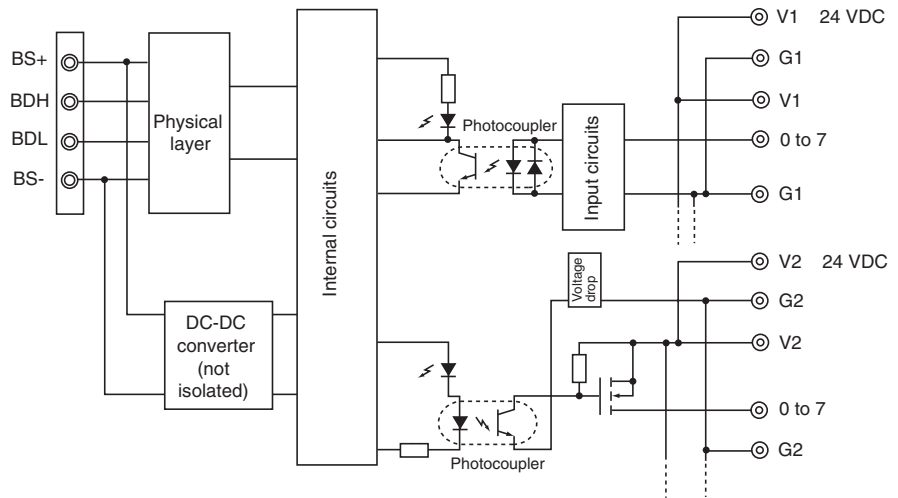 BS+
BDH
BDL
BS-
Physical
layer
DC-DC
converter
(not
isolated)
Internal circuits
Photocoupler
Input circuits
V1 24 VDC
G1
V1
0 to 7
G1
Voltage
drop
V2 24 VDC
G2
V2
0 to 7
G2
Photocoupler